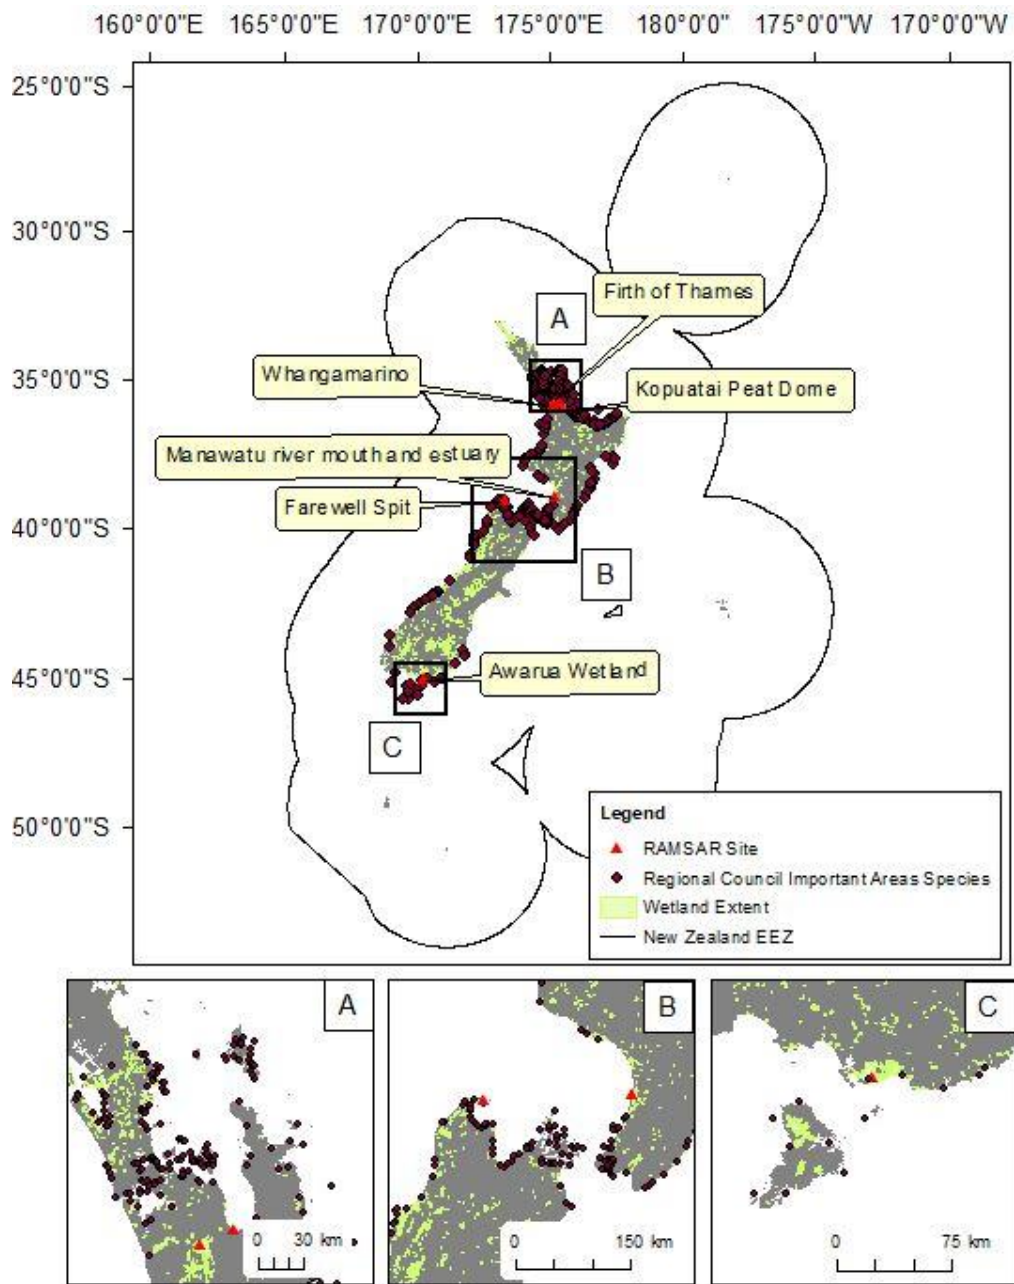 160°0'0"E 165°0'0"E 170°0'0"E 175°0'0"E 180°0'0" 175°0'0"W 170°0'0"W
25°0'0"S
30°0'0"S
Firth of Thames
A
35°0'0"S
Whangamarino
Kopuatai Peat Dome
Manawatu river mouth and estuary
Farewell Spit
40°0'0"S
B
45°0'0"S
Awarua Wetland
C
50°0'0"S
Legend
RAMSAR Site
Regional Council Important Areas Species
Wetland Extent
New Zealand EEZ
A
0 30 km
B
0 150 km
C
0 75 km